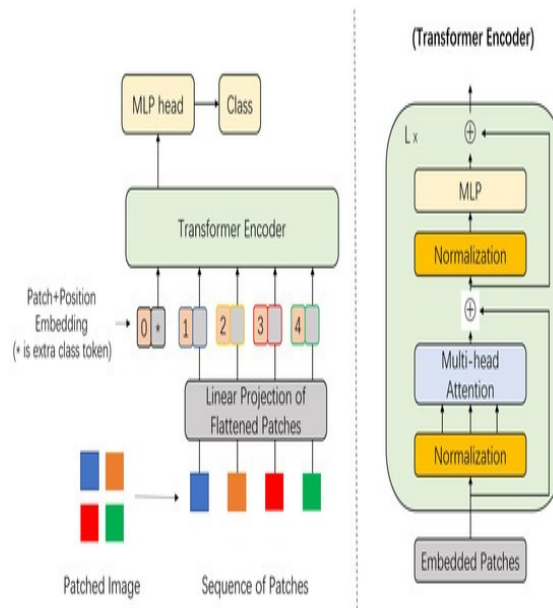 MLP head
Class
Transformer Encoder
Patch+Position
Embedding
(* is extra class token)
0 *
1
2
3
4
Linear Projection of
Flattened Patches
Patched Image
Sequence of Patches
(Transformer Encoder)
L x
MLP
Normalization
Multi-head
Attention
Normalization
Embedded Patches